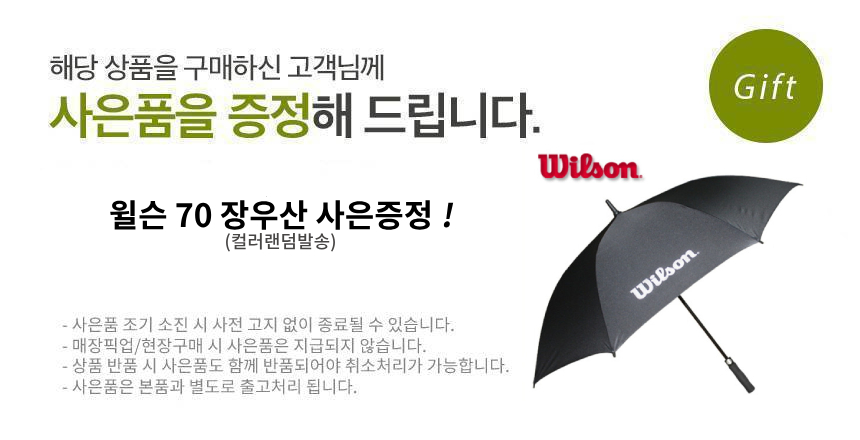 해당 상품을 구매하신 고객님께
사은품을 증정해 드립니다.
Gift
Wilson.
윌슨 70 장우산 사은증정 !
(컬러랜덤발송)
Wilson.
- 사은품 조기 소진 시 사전 고지 없이 종료될 수 있습니다.
- 매장픽업/현장구매 시 사은품은 지급되지 않습니다.
- 상품 반품 시 사은품도 함께 반품되어야 취소처리가 가능합니다.
- 사은품은 본품과 별도로 출고처리 됩니다.